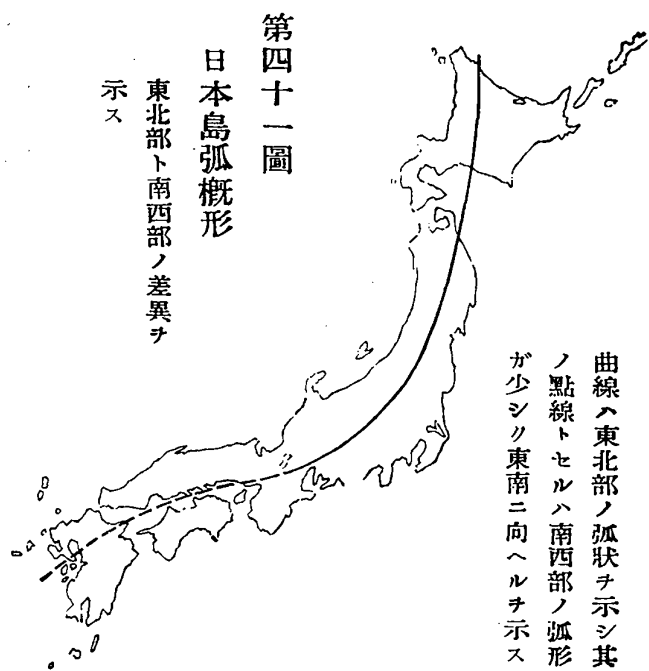 第四十一圖
日本島弧概形
東北部ト南西部ノ差異ヲ
示ス
曲線ハ東北部ノ弧狀ヲ示シ其
ノ點線トセルハ南西部ノ弧形
ガ少シク東南ニ向ヘルヲ示ス